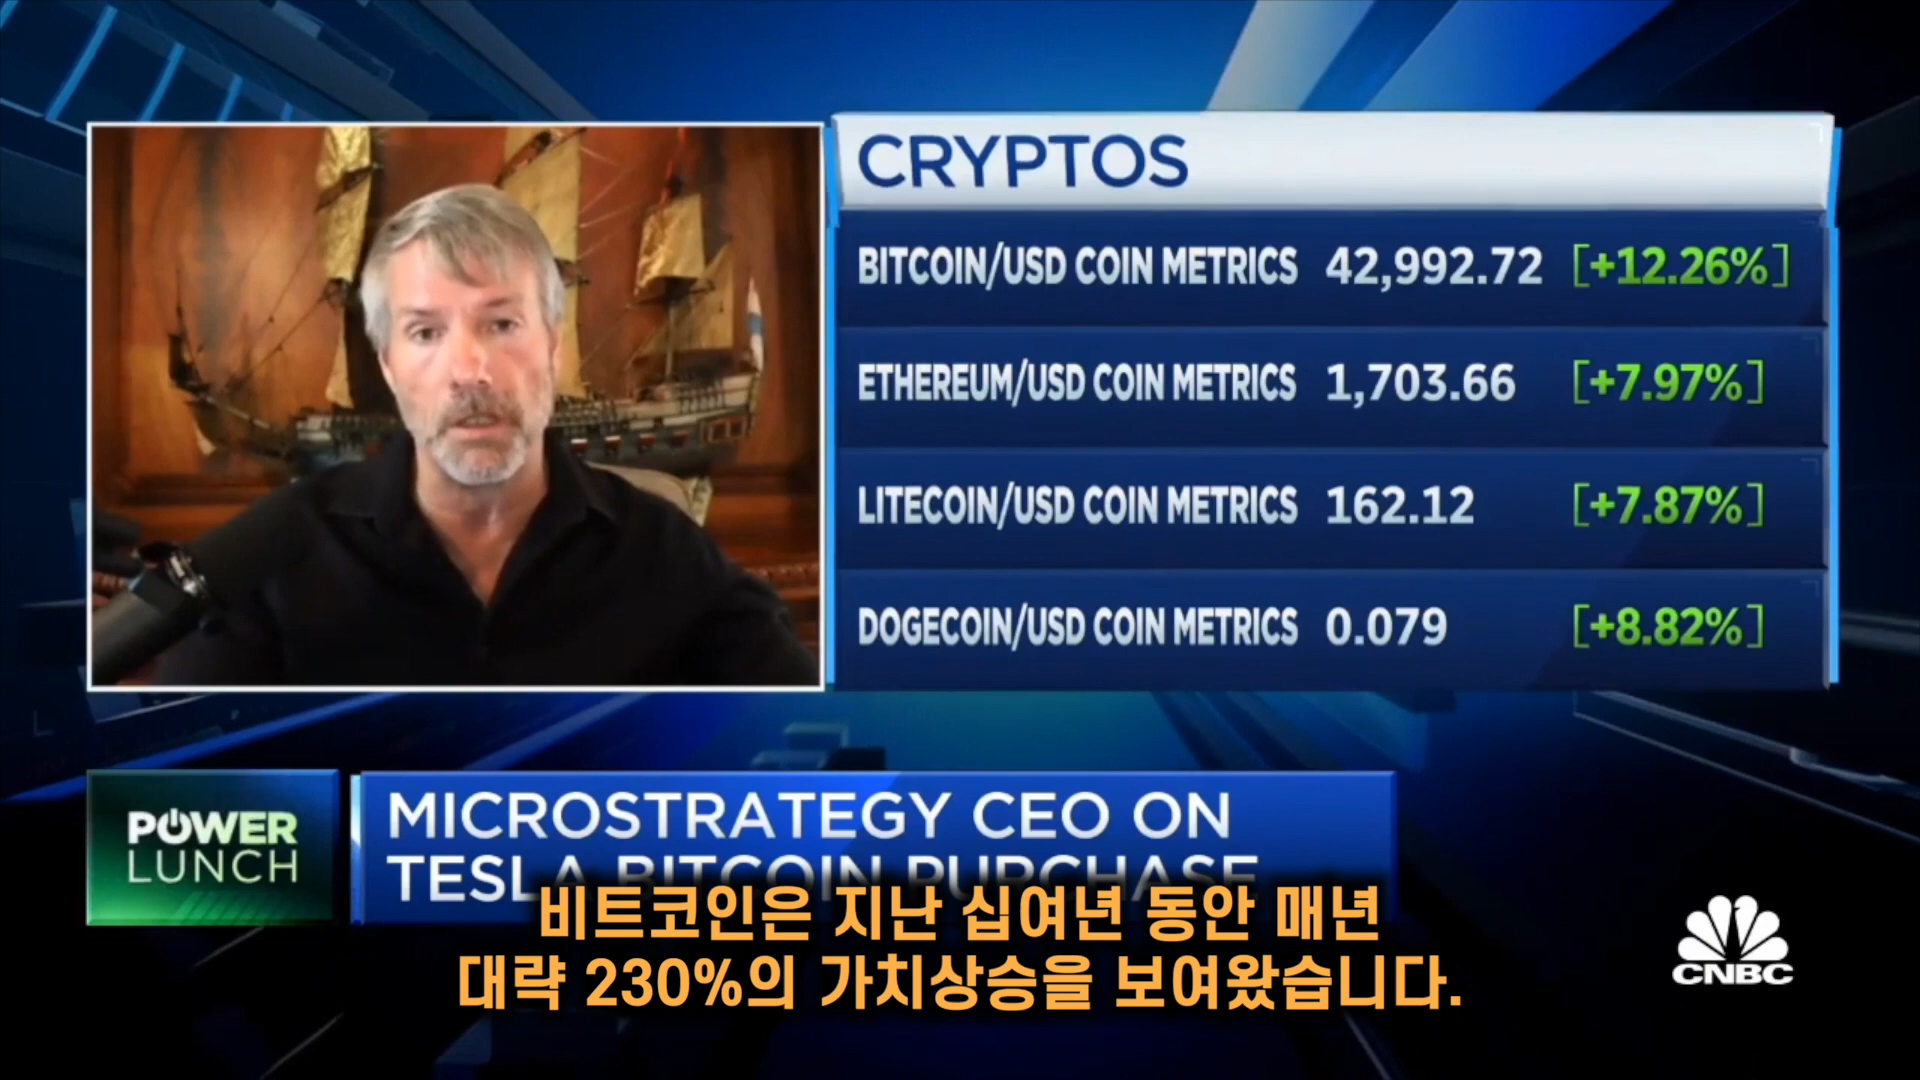 CRYPTOS
BITCOIN/USD COIN METRICS 42,992.72 [+12.26%]
ETHEREUM/USD COIN METRICS 1,703.66 [+7.97%]
LITECOIN/USD COIN METRICS 162.12 [+7.87%]
DOGECOIN/USD COIN METRICS 0.079 [+8.82%]
POWER
LUNCH
MICROSTRATEGY CEO ON
TESLA BITCOIN PURCHASE
비트코인은 지난 십여년 동안 매년
대략 230%의 가치상승을 보여왔습니다.
CNBC